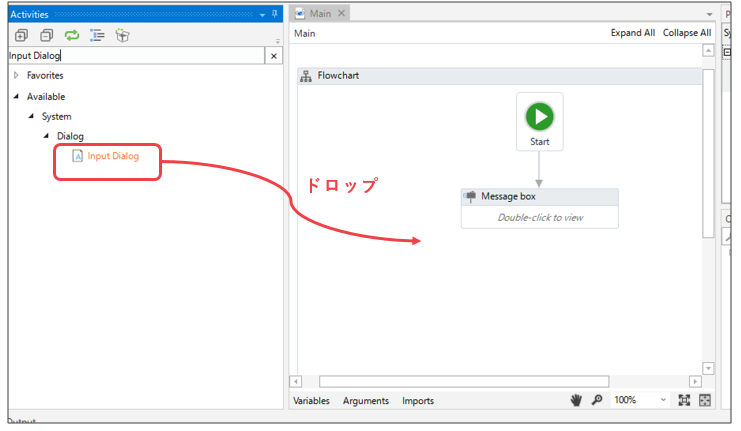 Activities
Input Dialog
Favorites
Available
System
Dialog
Input Dialog
Main
Main
Expand All Collapse All
Flowchart
Start
ドロップ
Message box
Double-click to view
Variables Arguments Imports
100%